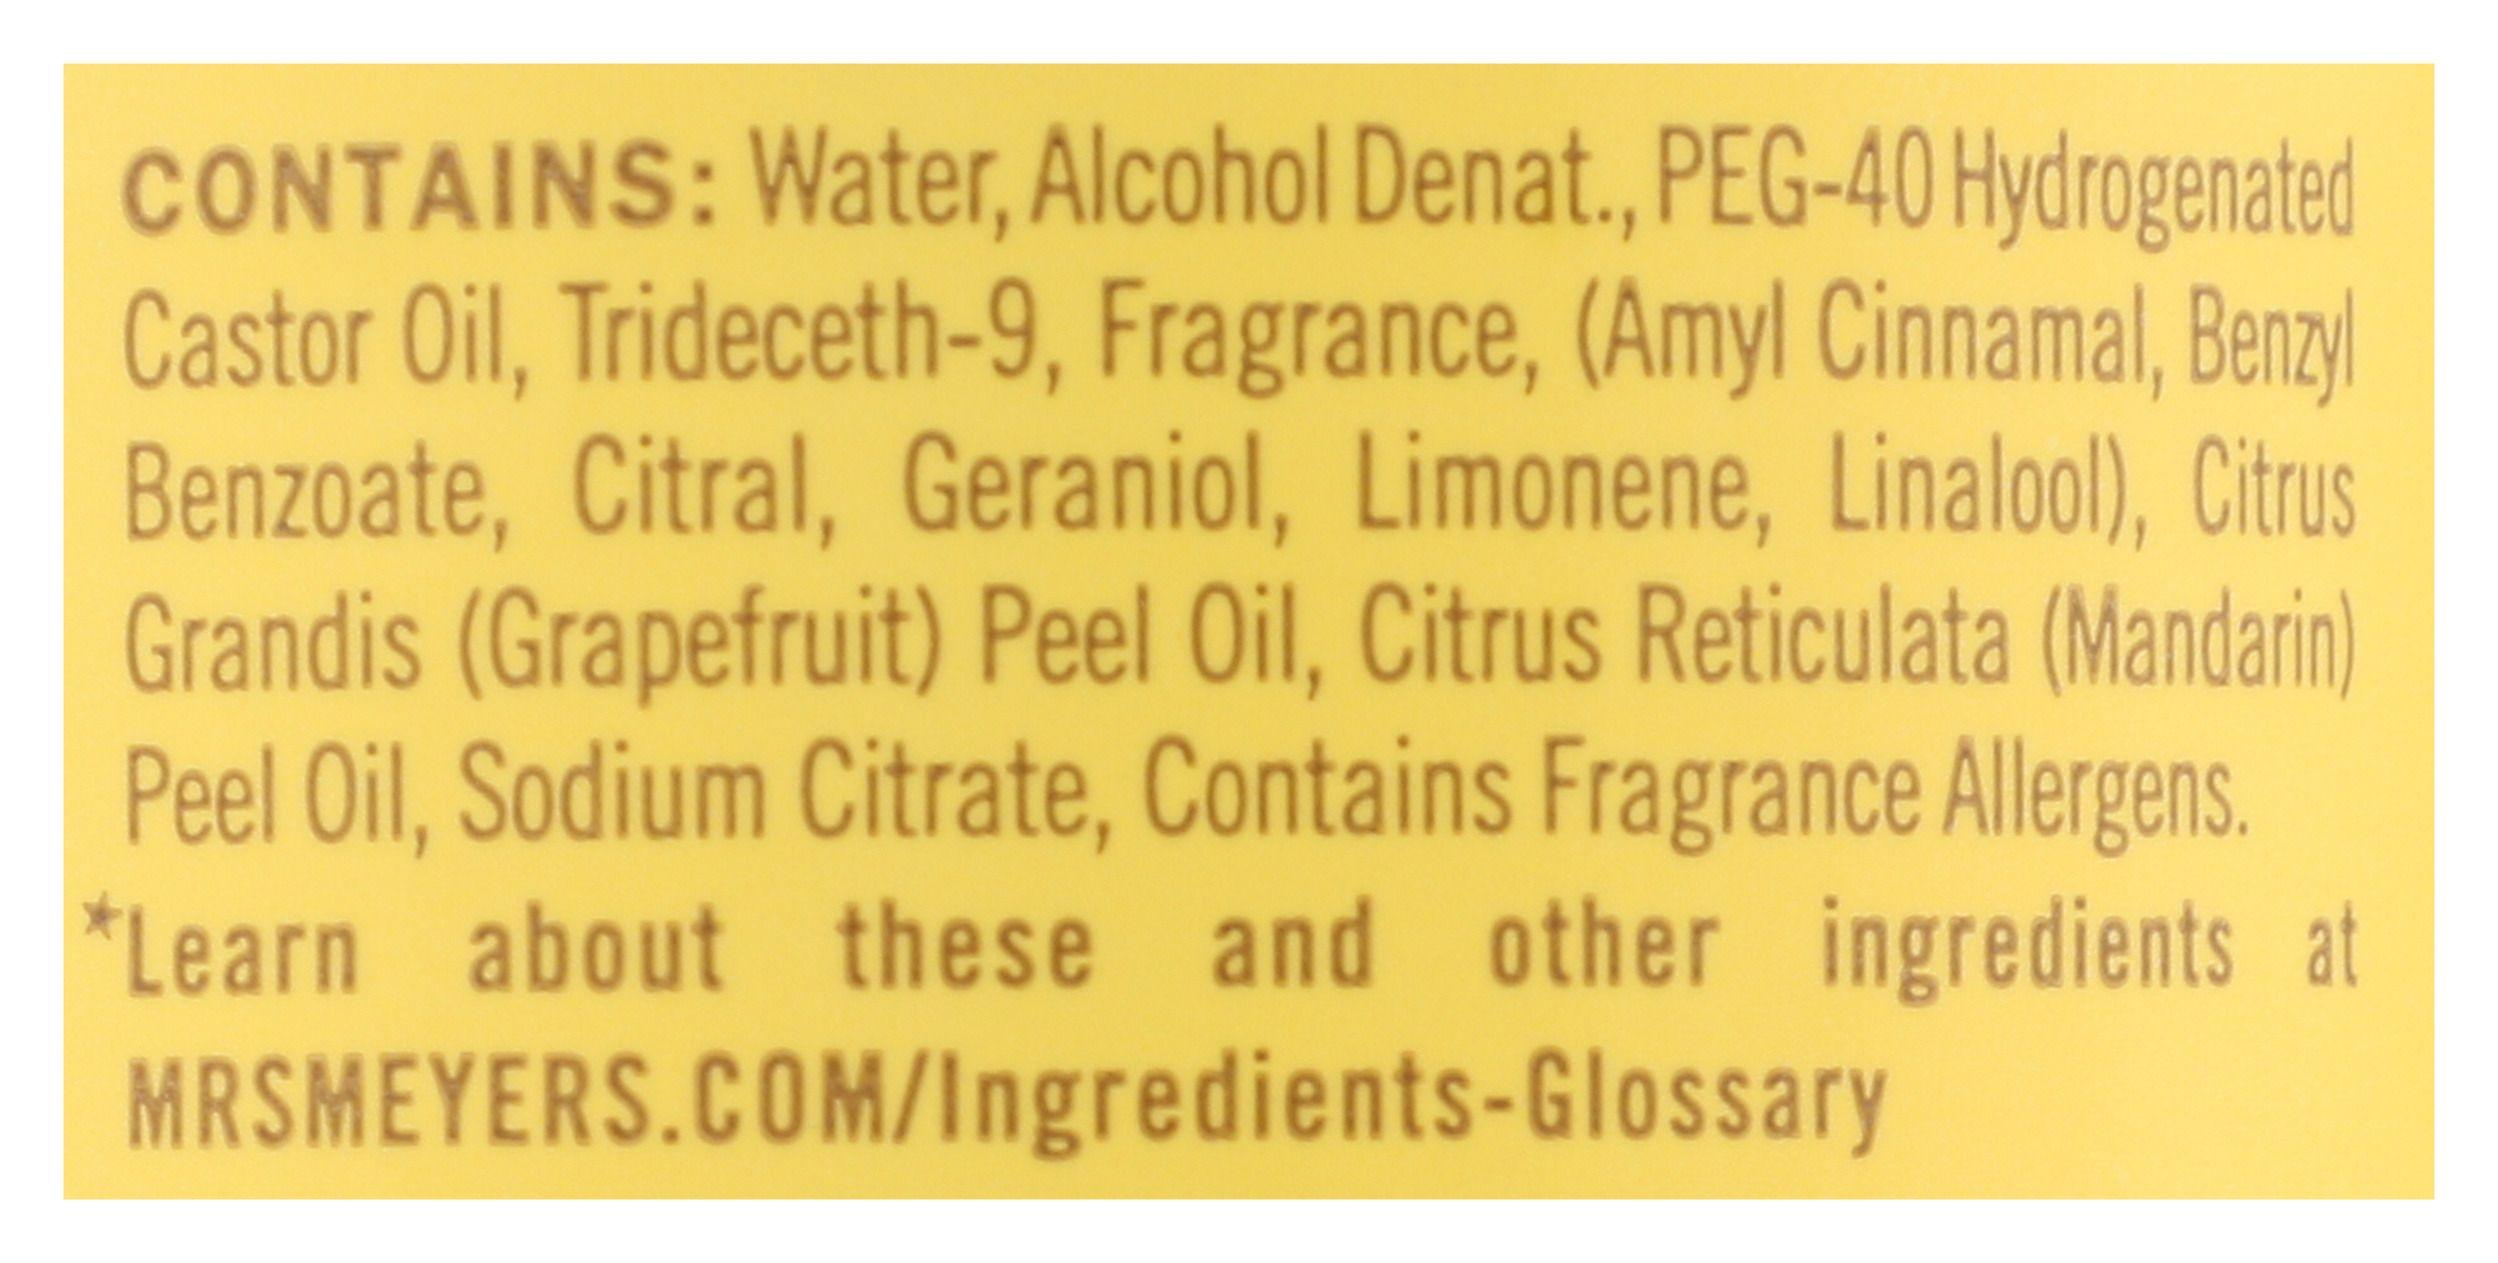 CONTAINS: Water, Alcohol Denat., PEG-40 Hydrogenated
Castor Oil, Trideceth-9, Fragrance, (Amyl Cinnamal, Benzyl
Benzoate, Citral, Geraniol, Limonene, Linalool), Citrus
Grandis (Grapefruit) Peel Oil, Citrus Reticulata (Mandarin)
Peel Oil, Sodium Citrate, Contains Fragrance Allergens.
*Learn about these and other ingredients at
MRSMEYERS.COM/Ingredients-Glossary